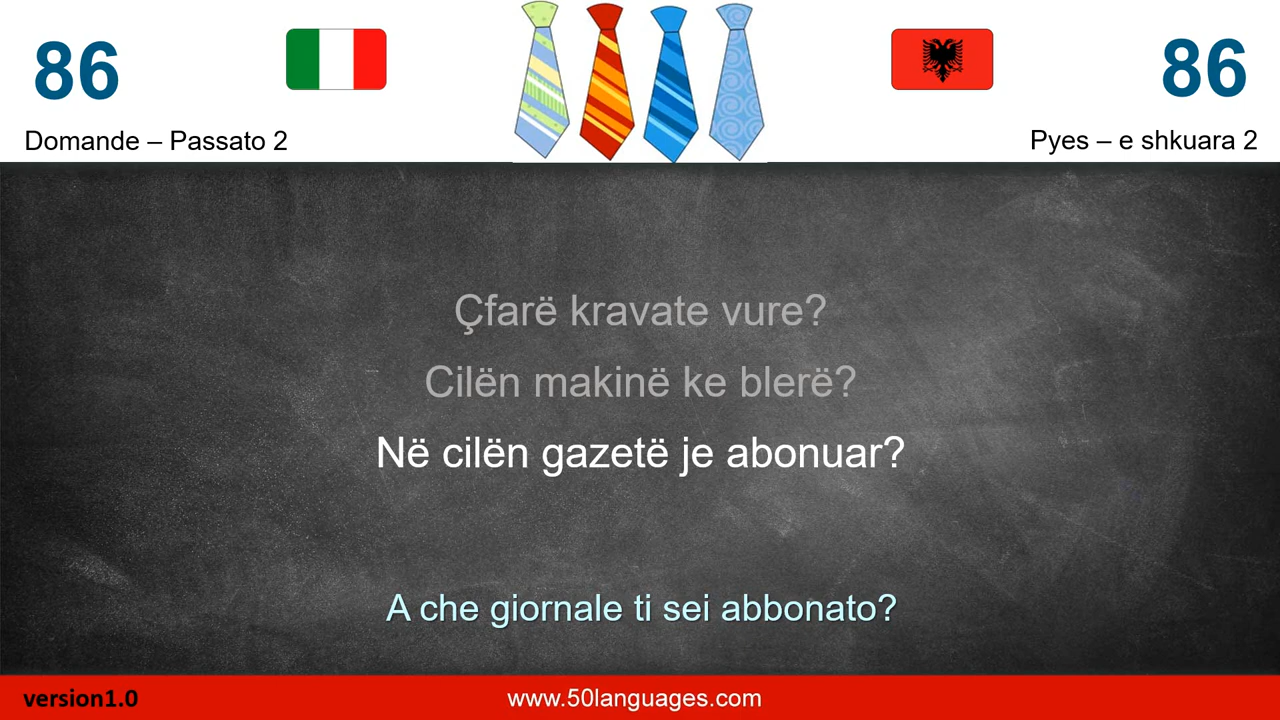 86
86
Domande – Passato 2
Pyes – e shkuara 2
Çfarë kravate vure?
Cilën makinë ke blerë?
Në cilën gazetë je abonuar?
A che giornale ti sei abbonato?
version1.0
www.50languages.com